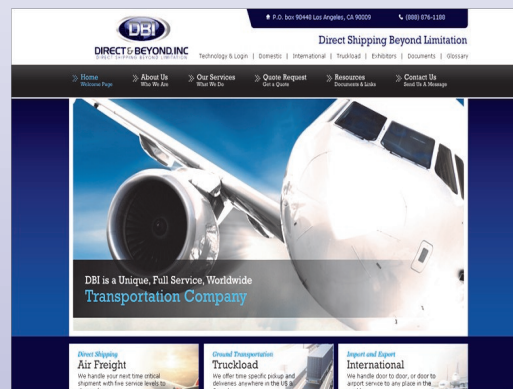 P.O. box 90440 Los Angeles, CA 90009
(888) 876-1188
DBI
DIRECT & BEYOND, INC
DIRECT SHIPPING BEYOND LIMITATION
Direct Shipping Beyond Limitation
Technology & Login | Domestic | International | Truckload | Exhibitors | Documents | Glossary
Home
Welcome Page
About Us
Who We Are
Our Services
What We Do
Quote Request
Get a Quote
Resources
Documents & Links
Contact Us
Send Us A Message
DBI is a Unique, Full Service, Worldwide
Transportation Company
Direct Shipping
Air Freight
We handle your next time critical
shipment with five service levels to
Ground Transportation
Truckload
We offer time specific pickup and
deliveries anywhere in the US &
Import and Export
International
We handle door to door, or door to
airport service to any place in the